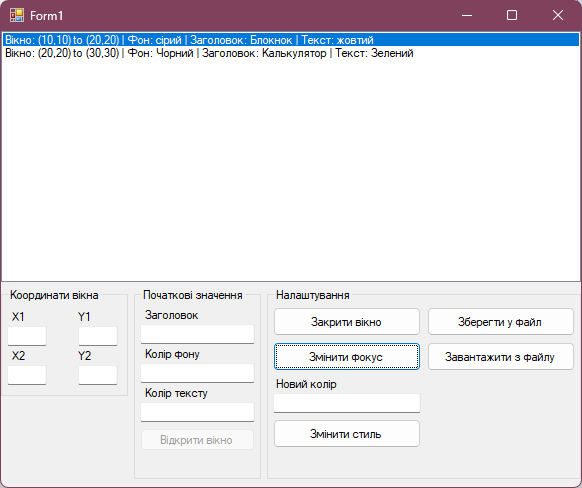 Form1
Вікно: (10,10) to (20,20) | Фон: сірий | Заголовок: Блокнок | Текст: жовтий
Вікно: (20,20) to (30,30) | Фон: Чорний | Заголовок: Калькулятор | Текст: Зелений
Координати вікна
X1
Y1
X2
Y2
Початкові значення
Заголовок
Колір фону
Колір тексту
Відкрити вікно
Налаштування
Закрити вікно
Зберегти у файл
Змінити фокус
Завантажити з файлу
Новий колір
Змінити стиль